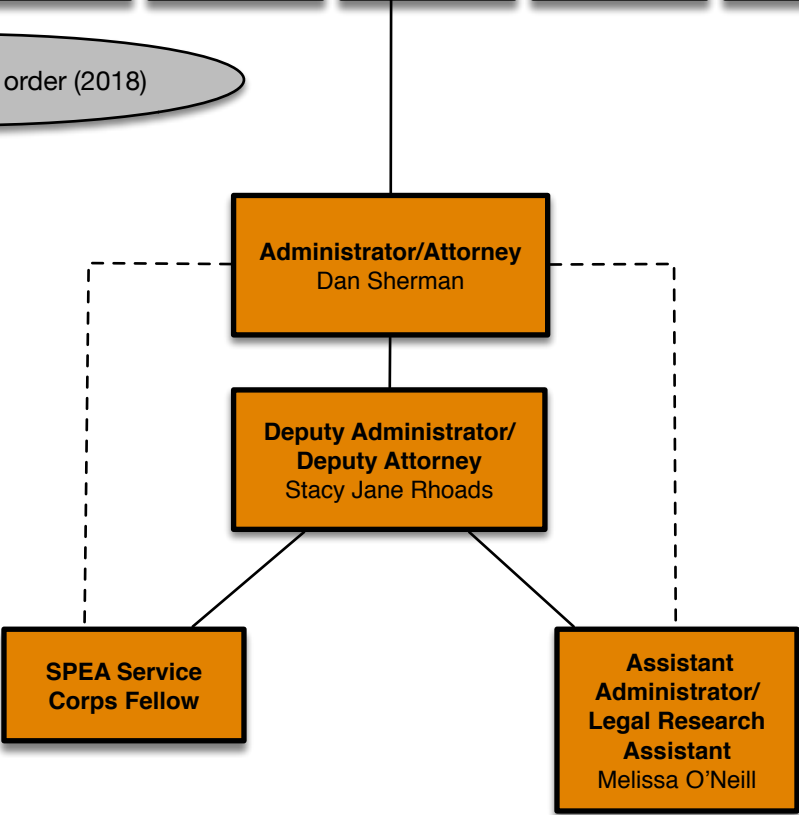 order (2018)
Administrator/Attorney
Dan Sherman
Deputy Administrator/
Deputy Attorney
Stacy Jane Rhoads
SPEA Service
Corps Fellow
Assistant
Administrator/
Legal Research
Assistant
Melissa O’Neill